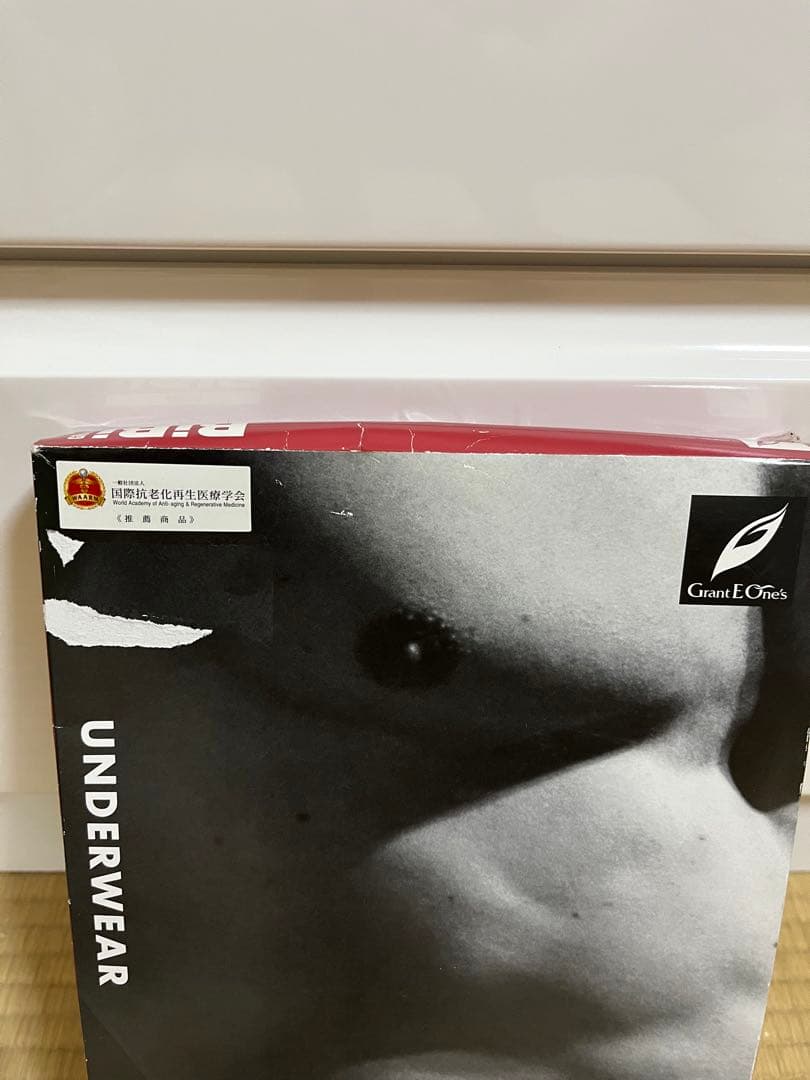 一般社団法人
国際抗老化再生医療学会
World Academy of Anti-aging & Regenerative Medicine
《推薦商品》
WAARM
Grant E One's
UNDERWEAR